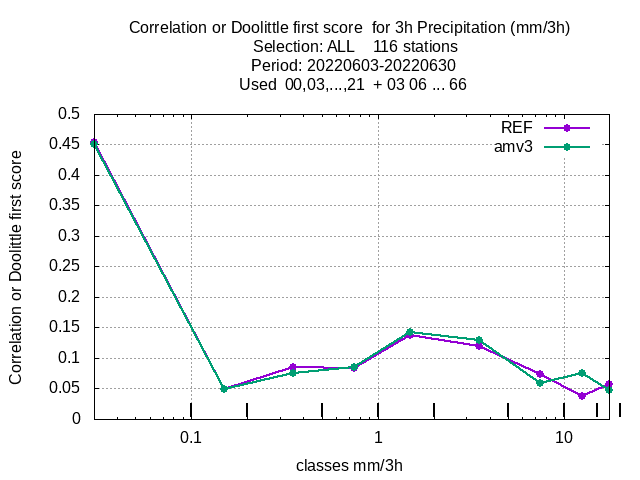 Correlation or Doolittle first score  for 3h Precipitation (mm/3h)
Selection: ALL    116 stations
Period: 20220603-20220630
Used  00,03,...,21  + 03 06 ... 66
Correlation or Doolittle first score
0.5
0.45
0.4
0.35
0.3
0.25
0.2
0.15
0.1
0.05
0
REF
amv3
0.1 1 10
classes mm/3h